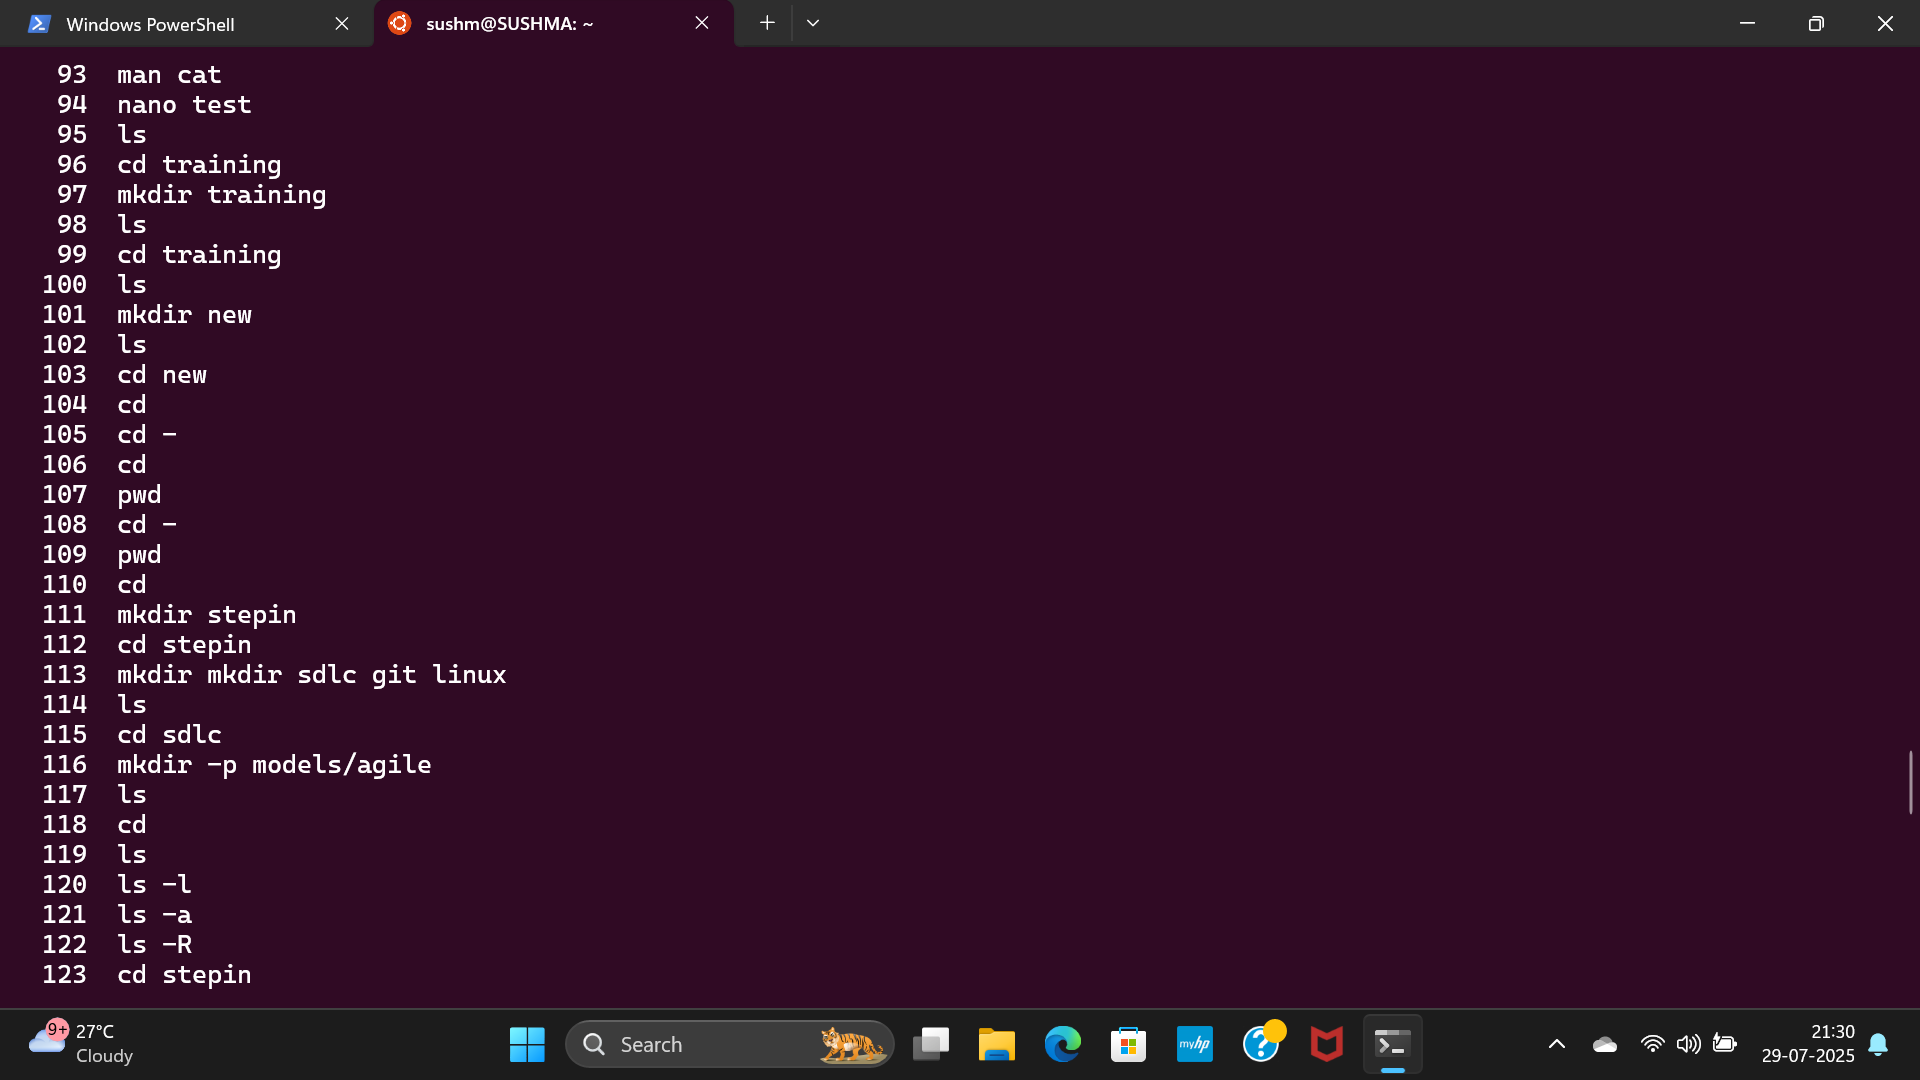 Windows PowerShell
sushm@SUSHMA: ~
93 man cat
94 nano test
95 ls
96 cd training
97 mkdir training
98 ls
99 cd training
100 ls
101 mkdir new
102 ls
103 cd new
104 cd
105 cd -
106 cd
107 pwd
108 cd -
109 pwd
110 cd
111 mkdir stepin
112 cd stepin
113 mkdir mkdir sdlc git linux
114 ls
115 cd sdlc
116 mkdir -p models/agile
117 ls
118 cd
119 ls
120 ls -l
121 ls -a
122 ls -R
123 cd stepin
9+
27°C
Cloudy
Search
myhp
21:30
29-07-2025